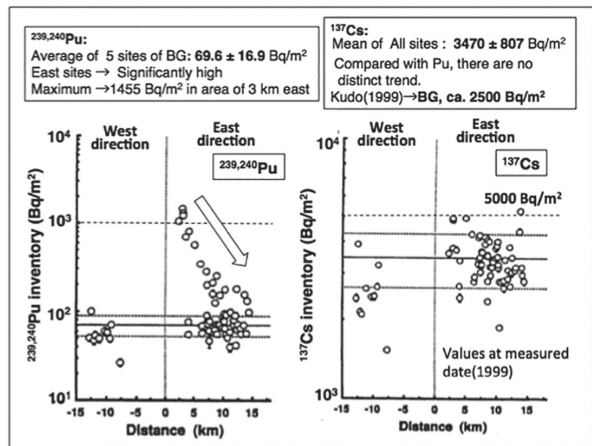 239,240Pu:
Average of 5 sites of BG: 69.6 ± 16.9 Bq/m2
East sites → Significantly high
Maximum →1455 Bq/m2 in area of 3 km east
137Cs:
Mean of All sites : 3470 ± 807 Bq/m2
Compared with Pu, there are no
distinct trend.
Kudo(1999)→BG, ca. 2500 Bq/m2
West
direction
East
direction
239,240Pu
239,240Pu inventory (Bq/m2)
104
103
102
101
-15 -10 -5 0 5 10 15
Distance (km)
West
direction
East
direction
137Cs
5000 Bq/m2
137Cs inventory (Bq/m2)
104
103
Values at measured
date(1999)
-15 -10 -5 0 5 10 15
Distance (km)